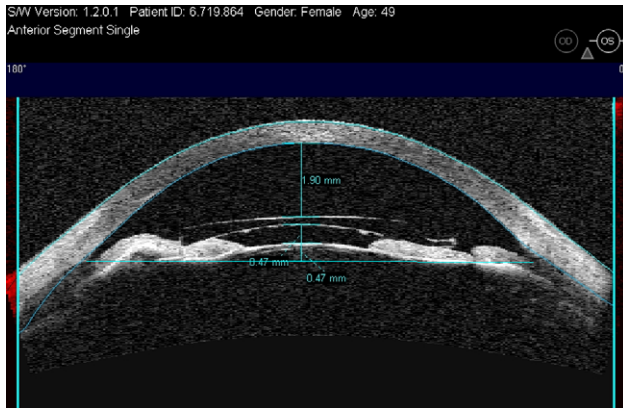 S/W Version: 1.2.0.1 Patient ID: 6.719.864 Gender: Female Age: 49
Anterior Segment Single
OD OS
180° 0
1.90 mm
0.47 mm
0.47 mm